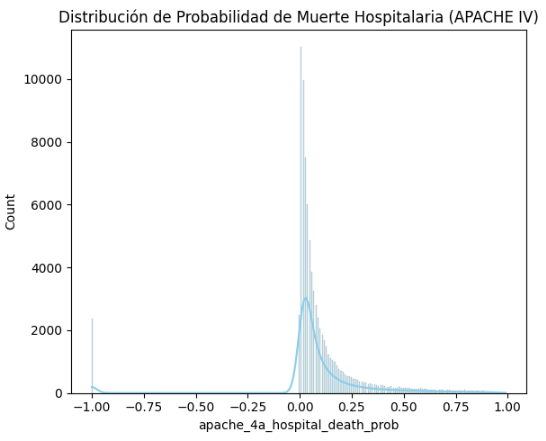 Distribución de Probabilidad de Muerte Hospitalaria (APACHE IV)
Count
10000
8000
6000
4000
2000
0
−1.00 −0.75 −0.50 −0.25 0.00 0.25 0.50 0.75 1.00
apache_4a_hospital_death_prob